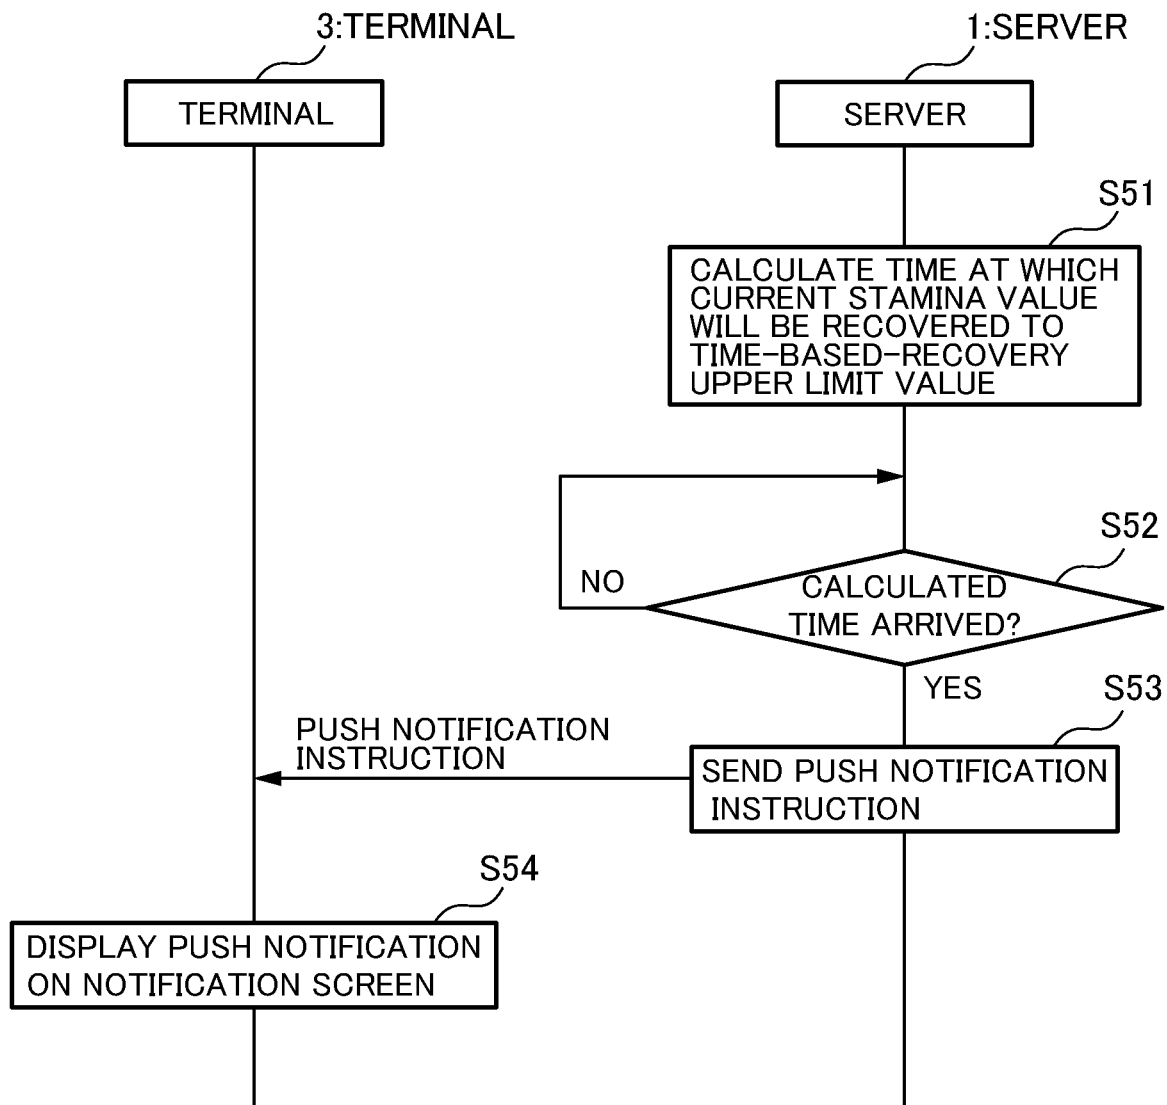 3:TERMINAL
1:SERVER
TERMINAL
SERVER
S51
CALCULATE TIME AT WHICH
CURRENT STAMINA VALUE
WILL BE RECOVERED TO
TIME-BASED-RECOVERY
UPPER LIMIT VALUE
S52
NO
CALCULATED
TIME ARRIVED?
YES
S53
PUSH NOTIFICATION
INSTRUCTION
SEND PUSH NOTIFICATION
INSTRUCTION
S54
DISPLAY PUSH NOTIFICATION
ON NOTIFICATION SCREEN